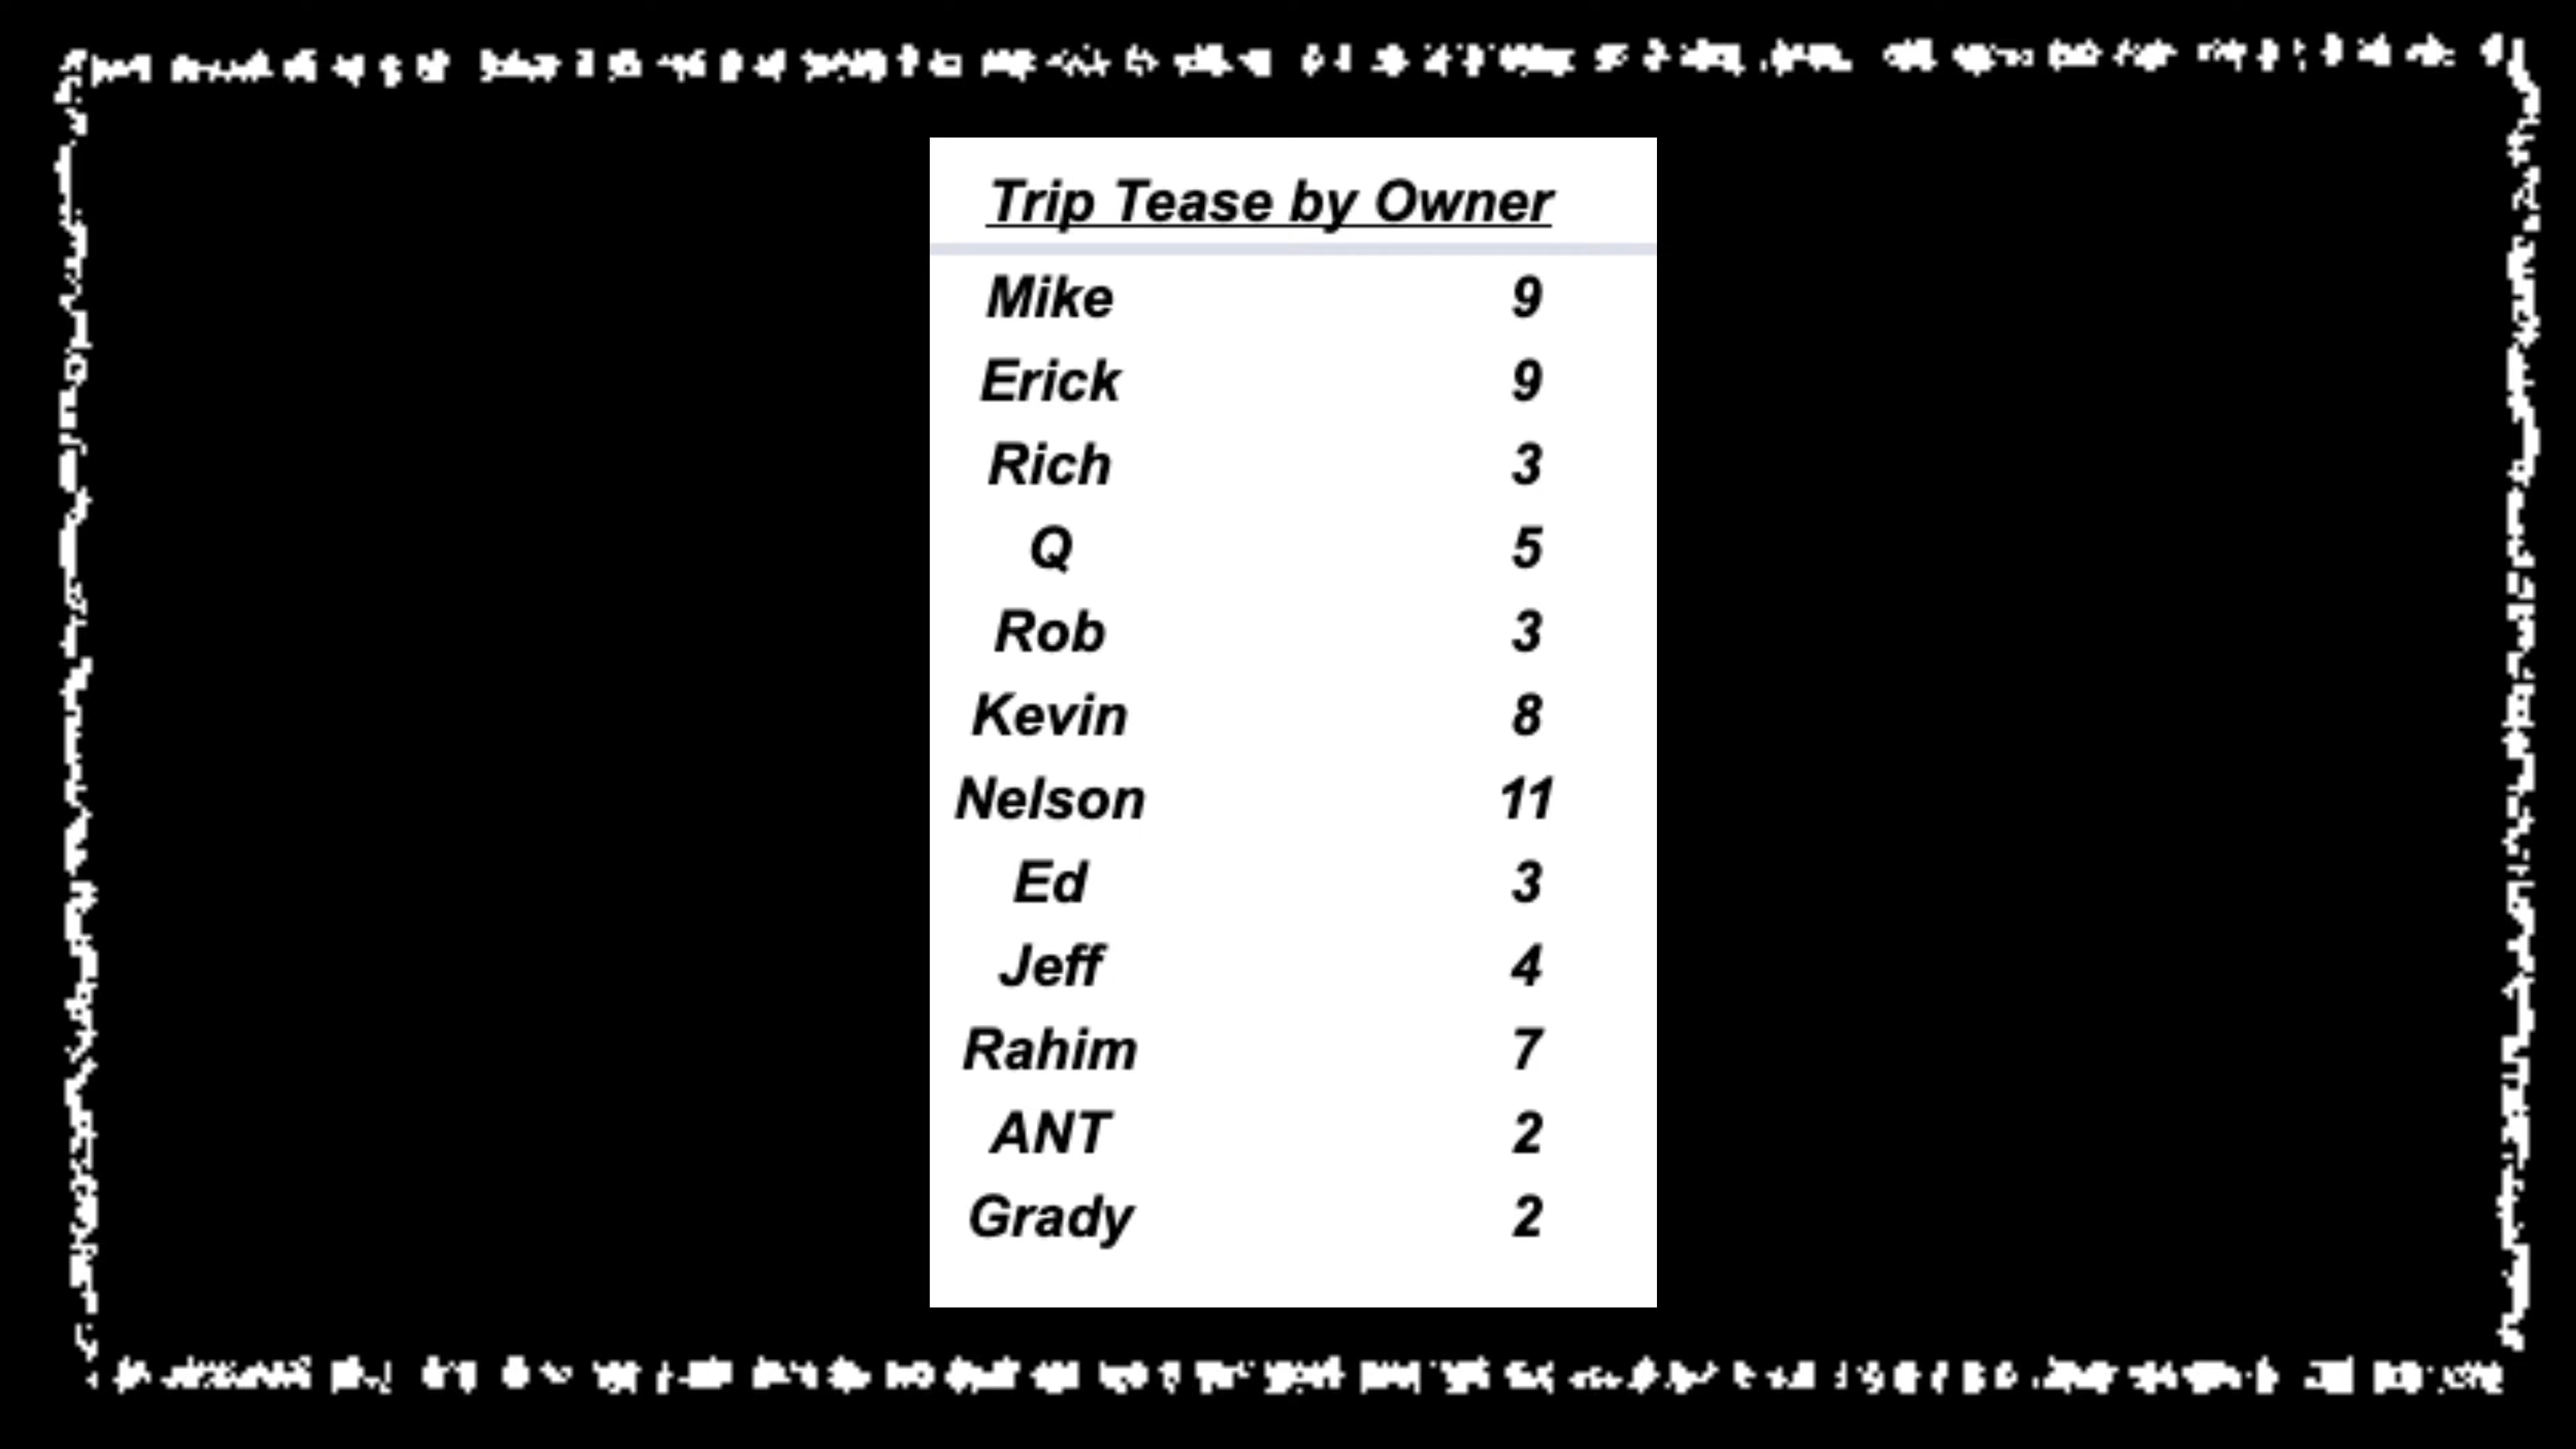 Trip Tease by Owner
Mike 9
Erick 9
Rich 3
Q 5
Rob 3
Kevin 8
Nelson 11
Ed 3
Jeff 4
Rahim 7
ANT 2
Grady 2